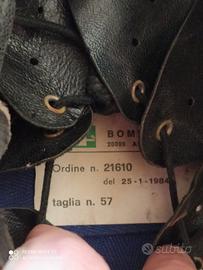 BOM
20095 A
Ordine n. 21610
del 25-1-1984
taglia n. 57
subito